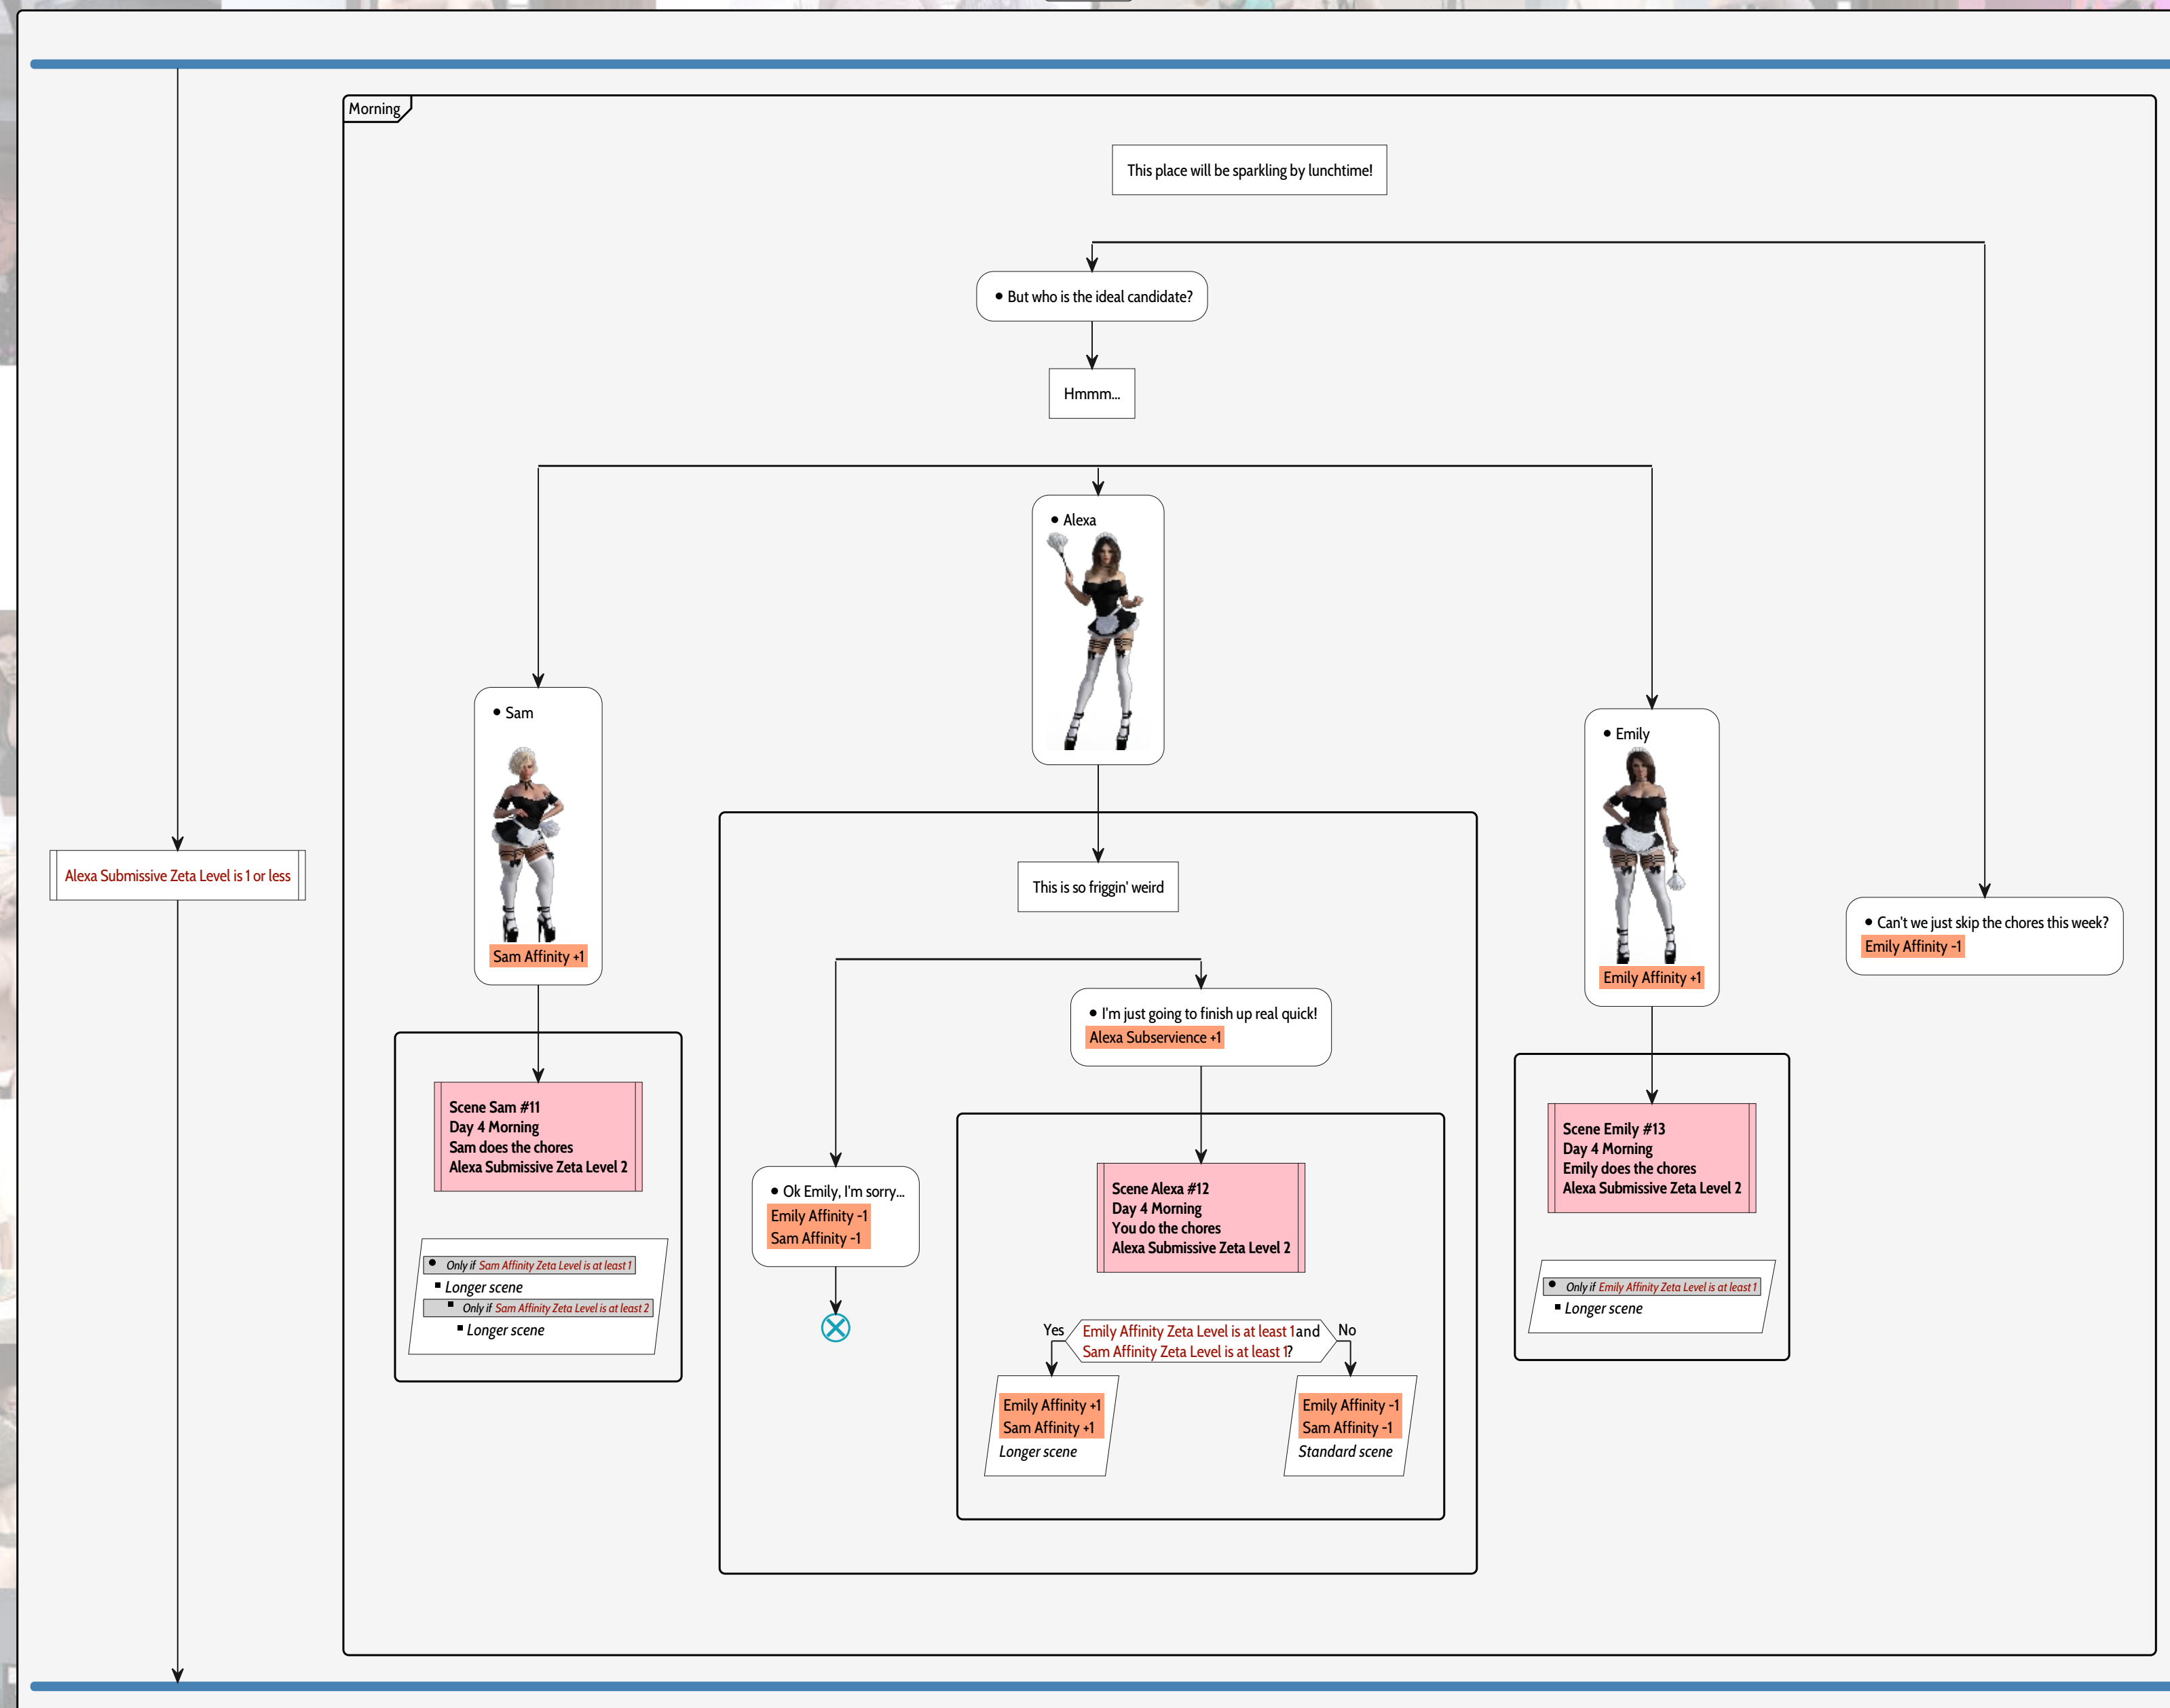 Morning
This place will be sparkling by lunchtime!
But who is the ideal candidate?
Hmmm...
Alexa
Sam
Sam Affinity +1
Emily
Emily Affinity +1
Alexa Submissive Zeta Level is 1 or less
This is so friggin' weird
Can't we just skip the chores this week?
Emily Affinity -1
I'm just going to finish up real quick!
Alexa Subservience +1
Scene Sam #11
Day 4 Morning
Sam does the chores
Alexa Submissive Zeta Level 2
Only if Sam Affinity Zeta Level is at least 1
Longer scene
Only if Sam Affinity Zeta Level is at least 2
Longer scene
Ok Emily, I'm sorry...
Emily Affinity -1
Sam Affinity -1
Scene Alexa #12
Day 4 Morning
You do the chores
Alexa Submissive Zeta Level 2
Yes
Emily Affinity Zeta Level is at least 1 and
Sam Affinity Zeta Level is at least 1?
No
Emily Affinity +1
Sam Affinity +1
Longer scene
Emily Affinity -1
Sam Affinity -1
Standard scene
Scene Emily #13
Day 4 Morning
Emily does the chores
Alexa Submissive Zeta Level 2
Only if Emily Affinity Zeta Level is at least 1
Longer scene